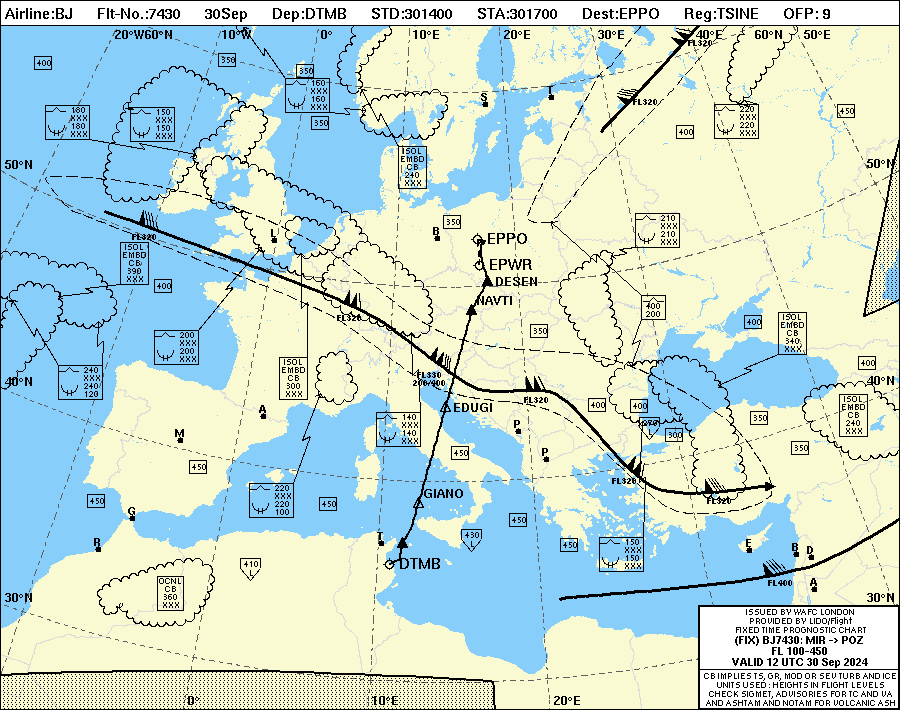 Airline:BJ Flt-No.:7430 30Sep Dep:DTMB STD:301400 STA:301700 Dest:EPPO Reg:TSINE OFP: 9
20°W60°N 10°W 0° 10°E 20°E 30°E 40°E 60°N 50°E
FL320
400
350
350
FL320
160
XXX
180
XXX
150
XXX
150
XXX
160
XXX
160
XXX
350
S
T
220
XXX
220
XXX
450
400
50°N
50°N
ISOL
EMBD
CB
240
XXX
FL320
L
B
350
EPPO
210
XXX
210
XXX
ISOL
EMBD
CB
390
XXX
400
EPWR
DESEN
NAVTI
400
200
FL320
350
400
ISOL
EMBD
CB
340
XXX
200
XXX
200
XXX
400
ISOL
EMBD
CB
300
XXX
FL330
200/400
40°N
40°N
240
XXX
240
120
FL320
EDUGI
400
400
ISOL
EMBD
CB
240
XXX
A
140
XXX
140
XXX
350
M
P
300
350
450
450
P
FL320
FL320
450
G
220
XXX
220
100
450
GIANO
450
R
T
430
450
150
XXX
150
XXX
E
B
D
410
DTMB
FL400
A
OCNL
CB
360
XXX
30°N
30°N
0° 10°E 20°E
ISSUED BY WAFC LONDON
PROVIDED BY LIDO/Flight
FIXED TIME PROGNOSTIC CHART
(FIX) BJ7430: MIR -> POZ
FL 100-450
VALID 12 UTC 30 Sep 2024
CB IMPLIES TS, GR, MOD OR SEV TURB AND ICE
UNITS USED : HEIGHTS IN FLIGHT LEVELS
CHECK SIGMET, ADVISORIES FOR TC AND VA
AND ASHTAM AND NOTAM FOR VOLCANIC ASH